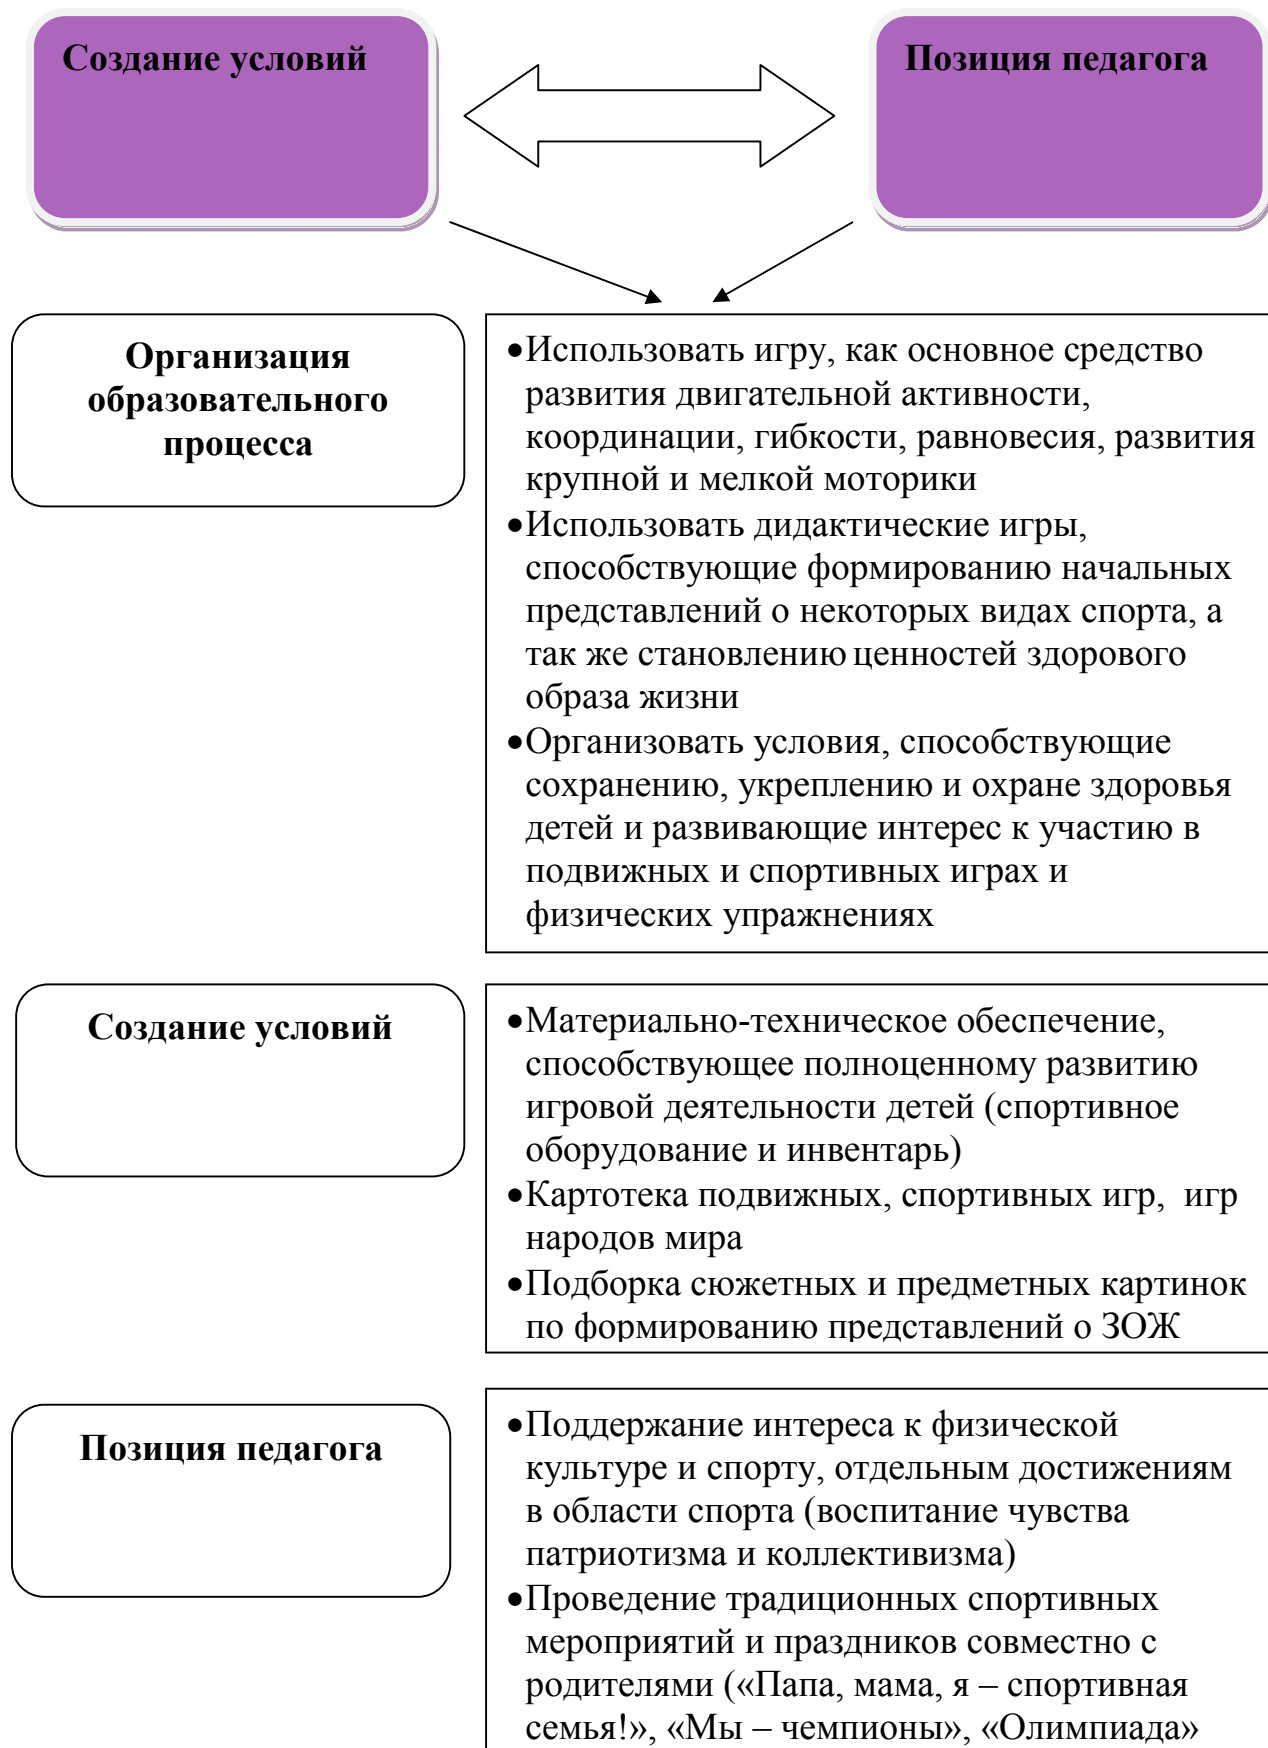 Создание условий
Позиция педагога
Организация
образовательного
процесса
•Использовать игру, как основное средство
развития двигательной активности,
координации, гибкости, равновесия, развития
крупной и мелкой моторики
•Использовать дидактические игры,
способствующие формированию начальных
представлений о некоторых видах спорта, а
так же становлению ценностей здорового
образа жизни
•Организовать условия, способствующие
сохранению, укреплению и охране здоровья
детей и развивающие интерес к участию в
подвижных и спортивных играх и
физических упражнениях
Создание условий
•Материально-техническое обеспечение,
способствующее полноценному развитию
игровой деятельности детей (спортивное
оборудование и инвентарь)
•Картотека подвижных, спортивных игр,  игр
народов мира
•Подборка сюжетных и предметных картинок
по формированию представлений о ЗОЖ
Позиция педагога
•Поддержание интереса к физической
культуре и спорту, отдельным достижениям
в области спорта (воспитание чувства
патриотизма и коллективизма)
•Проведение традиционных спортивных
мероприятий и праздников совместно с
родителями («Папа, мама, я – спортивная
семья!», «Мы – чемпионы», «Олимпиада»